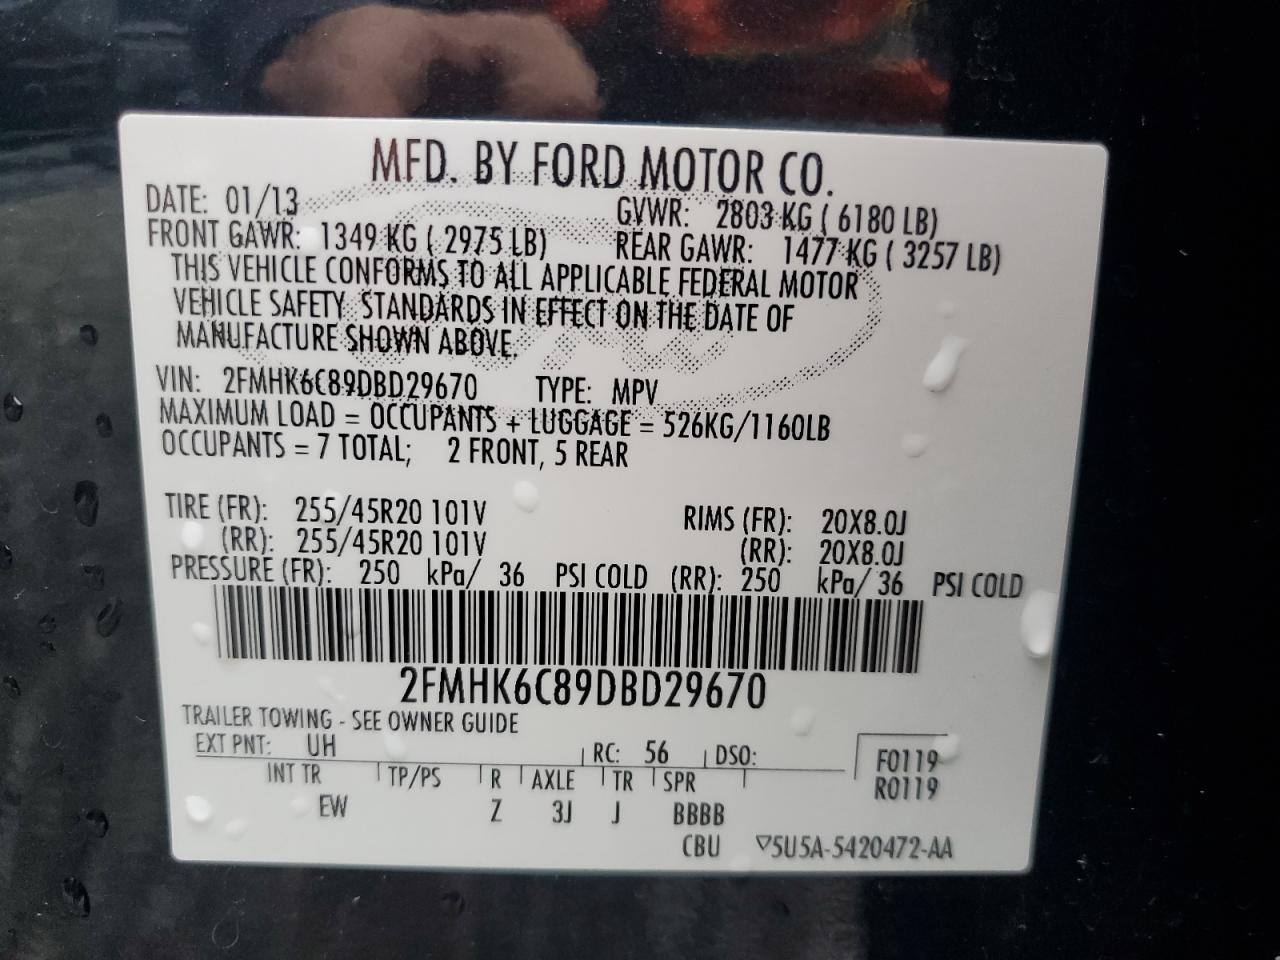 MFD. BY FORD MOTOR CO.
DATE: 01/13 GVWR: 2803 KG ( 6180 LB)
FRONT GAWR: 1349 KG ( 2975 LB) REAR GAWR: 1477 KG ( 3257 LB)
THIS VEHICLE CONFORMS TO ALL APPLICABLE FEDERAL MOTOR
VEHICLE SAFETY STANDARDS IN EFFECT ON THE DATE OF
MANUFACTURE SHOWN ABOVE.
VIN: 2FMHK6C89DBD29670 TYPE: MPV
MAXIMUM LOAD = OCCUPANTS + LUGGAGE = 526KG/1160LB
OCCUPANTS = 7 TOTAL; 2 FRONT, 5 REAR
TIRE (FR): 255/45R20 101V RIMS (FR): 20X8.0J
(RR): 255/45R20 101V (RR): 20X8.0J
PRESSURE (FR): 250 kPa/ 36 PSI COLD (RR): 250 kPa/ 36 PSI COLD
2FMHK6C89DBD29670
TRAILER TOWING - SEE OWNER GUIDE
EXT PNT: UH RC: 56 DSO: F0119
INT TR TP/PS R AXLE TR SPR R0119
EW Z 3J J BBBB
CBU ▽5U5A-5420472-AA